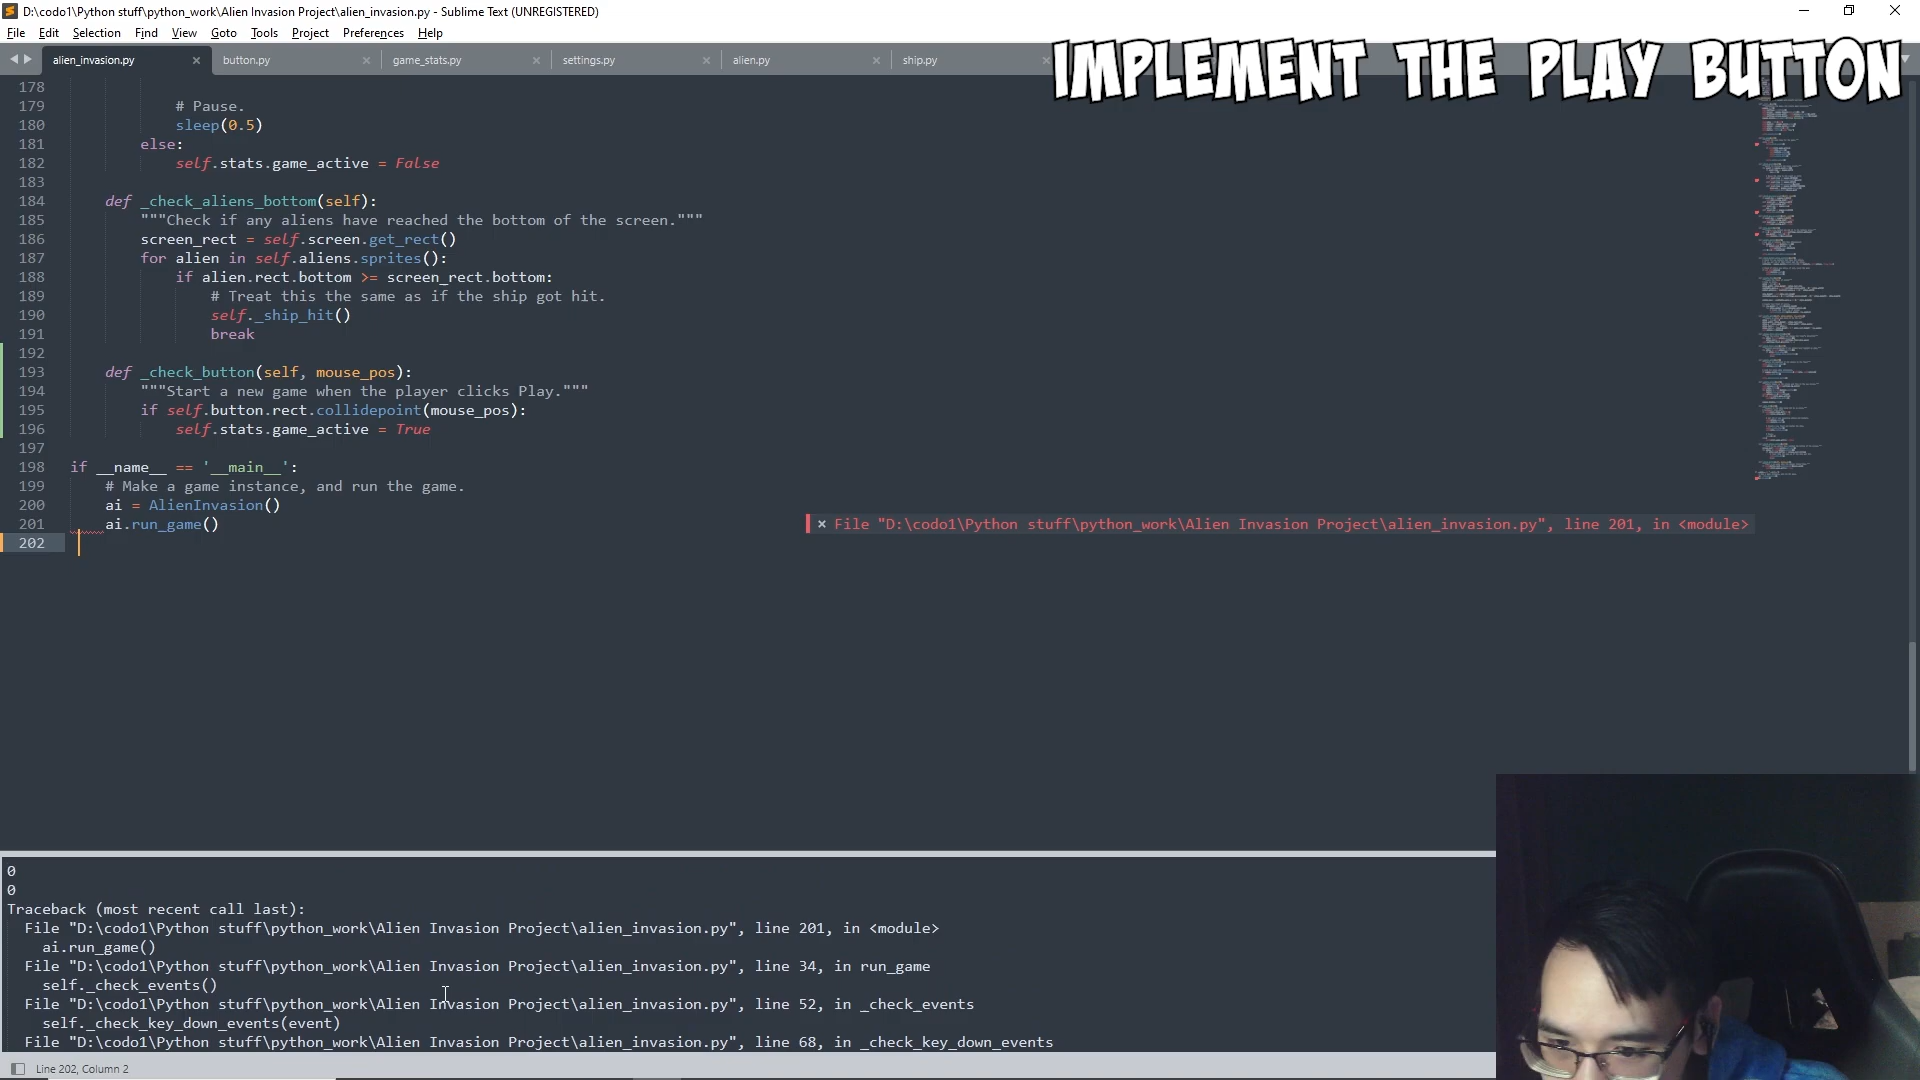 D:\codo1\Python stuff\python_work\Alien Invasion Project\alien_invasion.py - Sublime Text (UNREGISTERED)
File Edit Selection Find View Goto Tools Project Preferences Help
alien_invasion.py × button.py × game_stats.py × settings.py × alien.py × ship.py ×
IMPLEMENT THE PLAY BUTTON
178
179 # Pause.
180 sleep(0.5)
181 else:
182 self.stats.game_active = False
183
184 def _check_aliens_bottom(self):
185 """Check if any aliens have reached the bottom of the screen."""
186 screen_rect = self.screen.get_rect()
187 for alien in self.aliens.sprites():
188 if alien.rect.bottom >= screen_rect.bottom:
189 # Treat this the same as if the ship got hit.
190 self._ship_hit()
191 break
192
193 def _check_button(self, mouse_pos):
194 """Start a new game when the player clicks Play."""
195 if self.button.rect.collidepoint(mouse_pos):
196 self.stats.game_active = True
197
198 if __name__ == '__main__':
199 # Make a game instance, and run the game.
200 ai = AlienInvasion()
201 ai.run_game() × File "D:\codo1\Python stuff\python_work\Alien Invasion Project\alien_invasion.py", line 201, in <module>
202
0
0
Traceback (most recent call last):
File "D:\codo1\Python stuff\python_work\Alien Invasion Project\alien_invasion.py", line 201, in <module>
ai.run_game()
File "D:\codo1\Python stuff\python_work\Alien Invasion Project\alien_invasion.py", line 34, in run_game
self._check_events()
File "D:\codo1\Python stuff\python_work\Alien Invasion Project\alien_invasion.py", line 52, in _check_events
self._check_key_down_events(event)
File "D:\codo1\Python stuff\python_work\Alien Invasion Project\alien_invasion.py", line 68, in _check_key_down_events
Line 202, Column 2